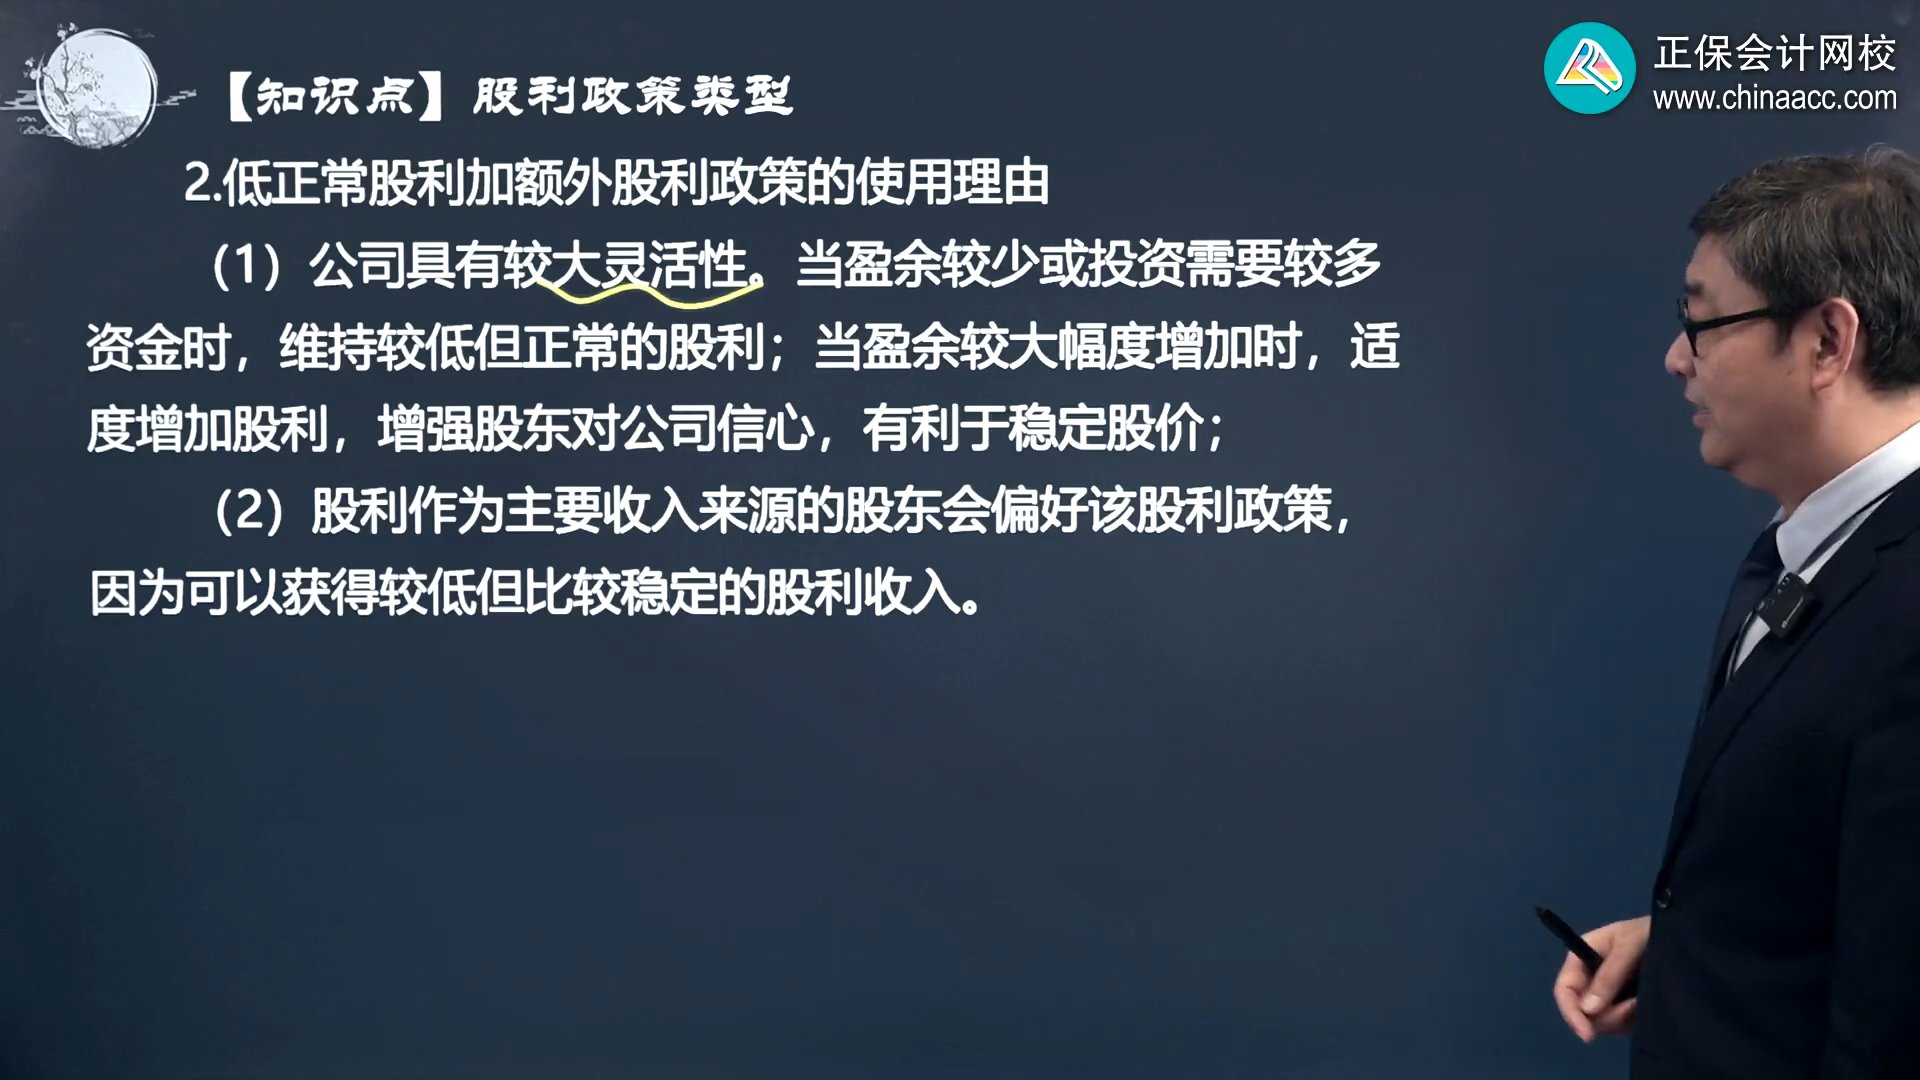 正保会计网校
www.chinaacc.com
【知识点】股利政策类型
2.低正常股利加额外股利政策的使用理由
（1）公司具有较大灵活性。当盈余较少或投资需要较多
资金时，维持较低但正常的股利；当盈余较大幅度增加时，适
度增加股利，增强股东对公司信心，有利于稳定股价；
（2）股利作为主要收入来源的股东会偏好该股利政策，
因为可以获得较低但比较稳定的股利收入。